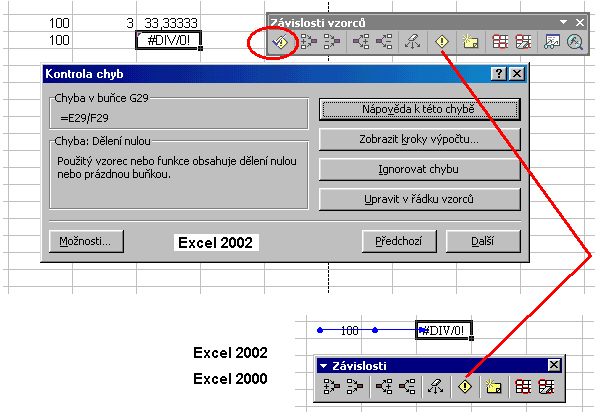 100 3 33,33333
100 #DIV/0!
Závislosti vzorců
Kontrola chyb
Chyba v buňce G29
=E29/F29
Chyba: Dělení nulou
Použitý vzorec nebo funkce obsahuje dělení nulou
nebo prázdnou buňkou.
Nápověda k této chybě
Zobrazit kroky výpočtu...
Ignorovat chybu
Upravit v řádku vzorců
Možnosti...
Excel 2002
Předchozí
Další
100 #DIV/0!
Excel 2002
Excel 2000
Závislosti